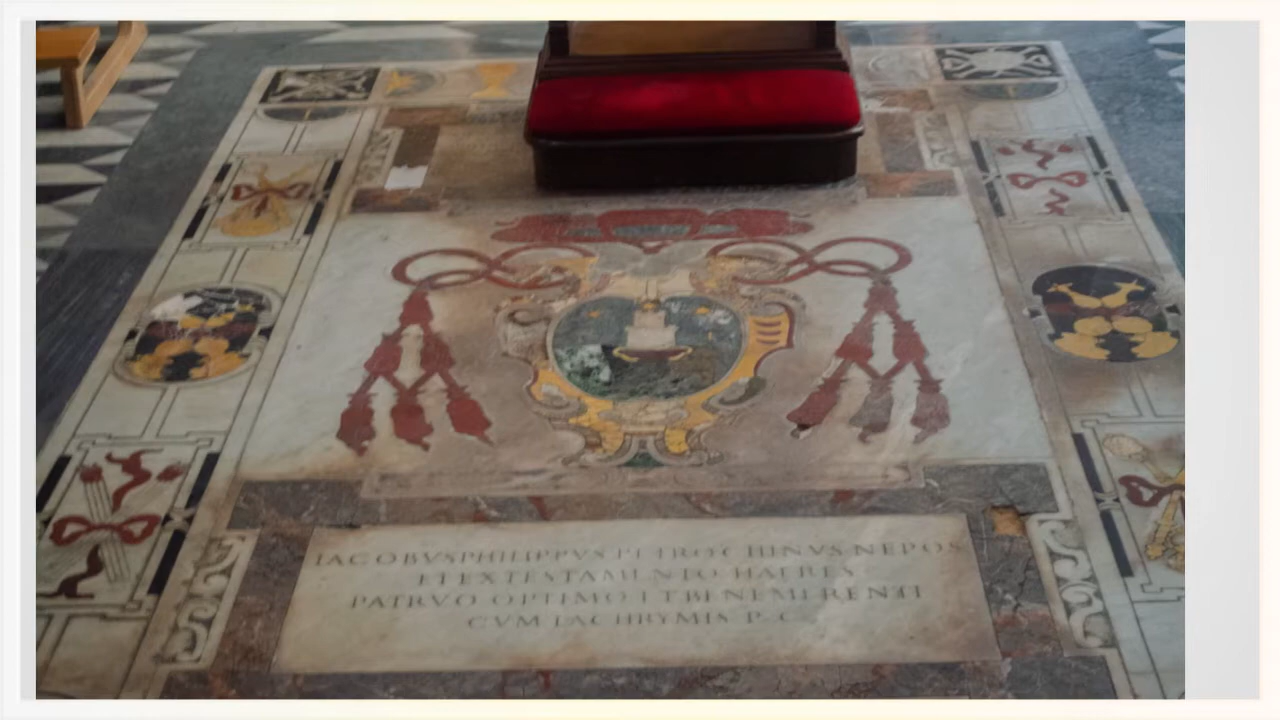 IACOBVSPHILIPPVS PETROCHINVS NEPOS
ET EX TESTAMENTO HAERES
PATRVO OPTIMO ET BENEMERENTI
CVM LACHRYMIS P. C.